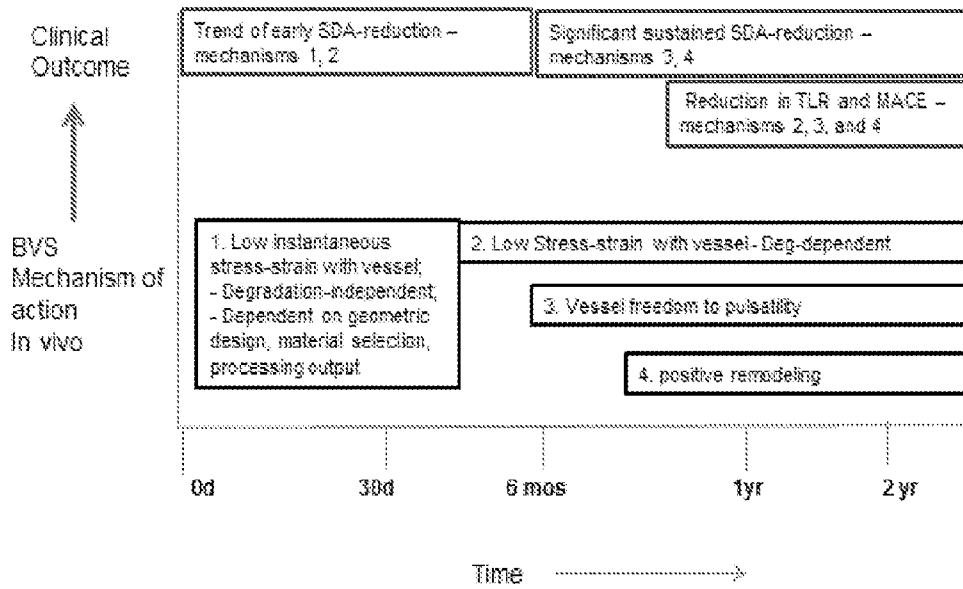 Clinical
Outcome
Trend of early SDA-reduction –
mechanisms 1, 2
Significant sustained SDA-reduction –
mechanisms 3, 4
Reduction in TLR and MACE –
mechanisms 2, 3, and 4
BVS
Mechanism of
action
In vivo
1. Low instantaneous
stress-strain with vessel;
- Degradation-independent;
- Dependent on geometric
design, material selection,
processing output
2. Low Stress-strain with vessel - Deg-dependent
3. Vessel freedom to pulsatility
4. positive remodeling
0d
30d
6 mos
1yr
2 yr
Time